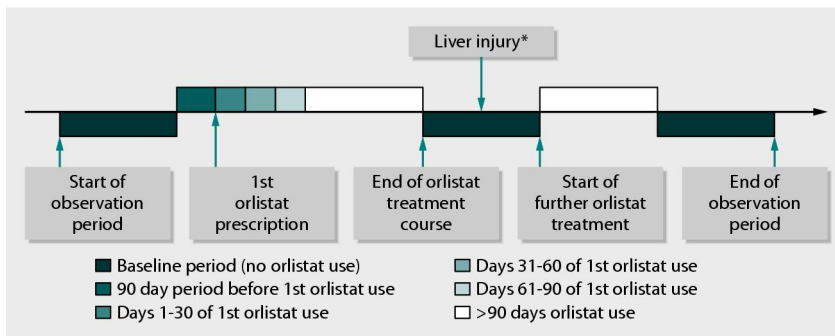 Liver injury*
Start of
observation
period
1st
orlistat
prescription
End of orlistat
treatment
course
Start of
further orlistat
treatment
End of
observation
period
Baseline period (no orlistat use)
90 day period before 1st orlistat use
Days 1-30 of 1st orlistat use
Days 31-60 of 1st orlistat use
Days 61-90 of 1st orlistat use
>90 days orlistat use